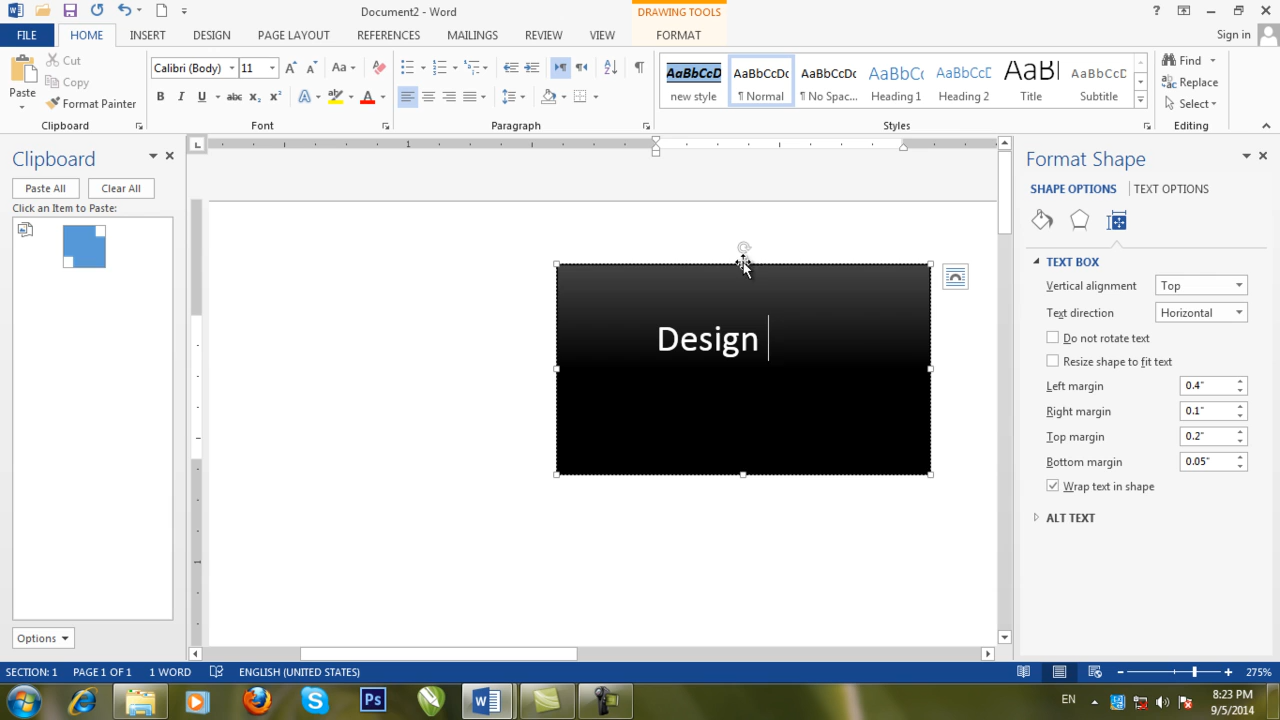 Document2 - Word
DRAWING TOOLS
?
FILE HOME INSERT DESIGN PAGE LAYOUT REFERENCES MAILINGS REVIEW VIEW FORMAT Sign in
Paste
Cut
Copy
Format Painter
Clipboard
Calibri (Body) 11
Font
Paragraph
AaBbCcD
new style
AaBbCcDc
¶ Normal
AaBbCcDc
¶ No Spac...
AaBbCc
Heading 1
AaBbCcD
Heading 2
AaBl
Title
AaBbCcD
Subtitle
Styles
Find
Replace
Select
Editing
Clipboard
Paste All Clear All
Click an Item to Paste:
Options
1
Design
Format Shape
SHAPE OPTIONS TEXT OPTIONS
TEXT BOX
Vertical alignment Top
Text direction Horizontal
Do not rotate text
Resize shape to fit text
Left margin 0.4"
Right margin 0.1"
Top margin 0.2"
Bottom margin 0.05"
Wrap text in shape
ALT TEXT
SECTION: 1 PAGE 1 OF 1 1 WORD ENGLISH (UNITED STATES) 275%
EN 8:23 PM
9/5/2014